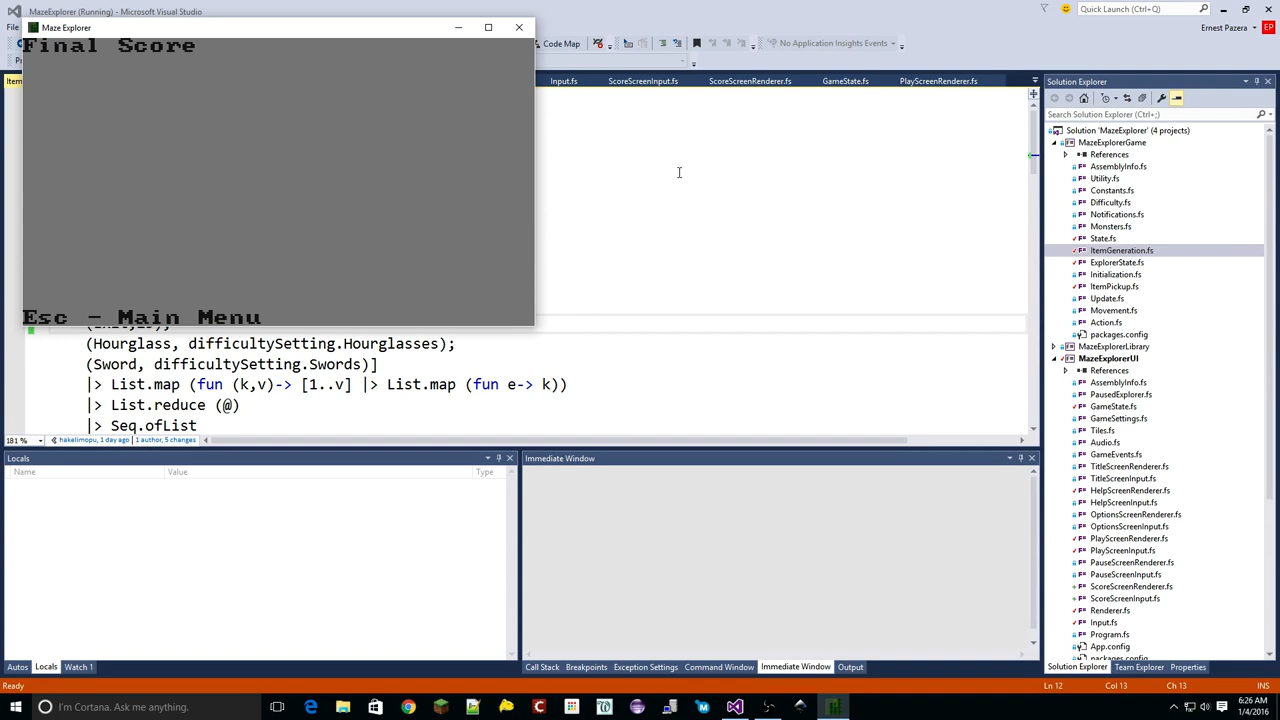 MazeExplorer (Running) - Microsoft Visual Studio
Quick Launch (Ctrl+Q)
File
Maze Explorer
Code Map
No Application Insights Events
Ernest Pazera
EP
Item
Input.fs
ScoreScreenInput.fs
ScoreScreenRenderer.fs
GameState.fs
PlayScreenRenderer.fs
Final Score
Esc - Main Menu
(Hourglass, difficultySetting.Hourglasses);
(Sword, difficultySetting.Swords)]
|> List.map (fun (k,v)-> [1..v] |> List.map (fun e-> k))
|> List.reduce (@)
|> Seq.ofList
181 %
hakelimopu, 1 day ago | 1 author, 5 changes
Locals
Name
Value
Type
Immediate Window
Autos
Locals
Watch 1
Call Stack
Breakpoints
Exception Settings
Command Window
Immediate Window
Output
Solution Explorer
Search Solution Explorer (Ctrl+;)
Solution 'MazeExplorer' (4 projects)
MazeExplorerGame
References
AssemblyInfo.fs
Utility.fs
Constants.fs
Difficulty.fs
Notifications.fs
Monsters.fs
State.fs
ItemGeneration.fs
ExplorerState.fs
Initialization.fs
ItemPickup.fs
Update.fs
Movement.fs
Action.fs
packages.config
MazeExplorerLibrary
MazeExplorerUI
References
AssemblyInfo.fs
PausedExplorer.fs
GameState.fs
GameSettings.fs
Tiles.fs
Audio.fs
GameEvents.fs
TitleScreenRenderer.fs
TitleScreenInput.fs
HelpScreenRenderer.fs
HelpScreenInput.fs
OptionsScreenRenderer.fs
OptionsScreenInput.fs
PlayScreenRenderer.fs
PlayScreenInput.fs
PauseScreenRenderer.fs
PauseScreenInput.fs
ScoreScreenRenderer.fs
ScoreScreenInput.fs
Renderer.fs
Input.fs
Program.fs
App.config
packages.config
Solution Explorer
Team Explorer
Properties
Ready
Ln 12
Col 13
Ch 13
INS
I'm Cortana. Ask me anything.
6:26 AM
1/4/2016